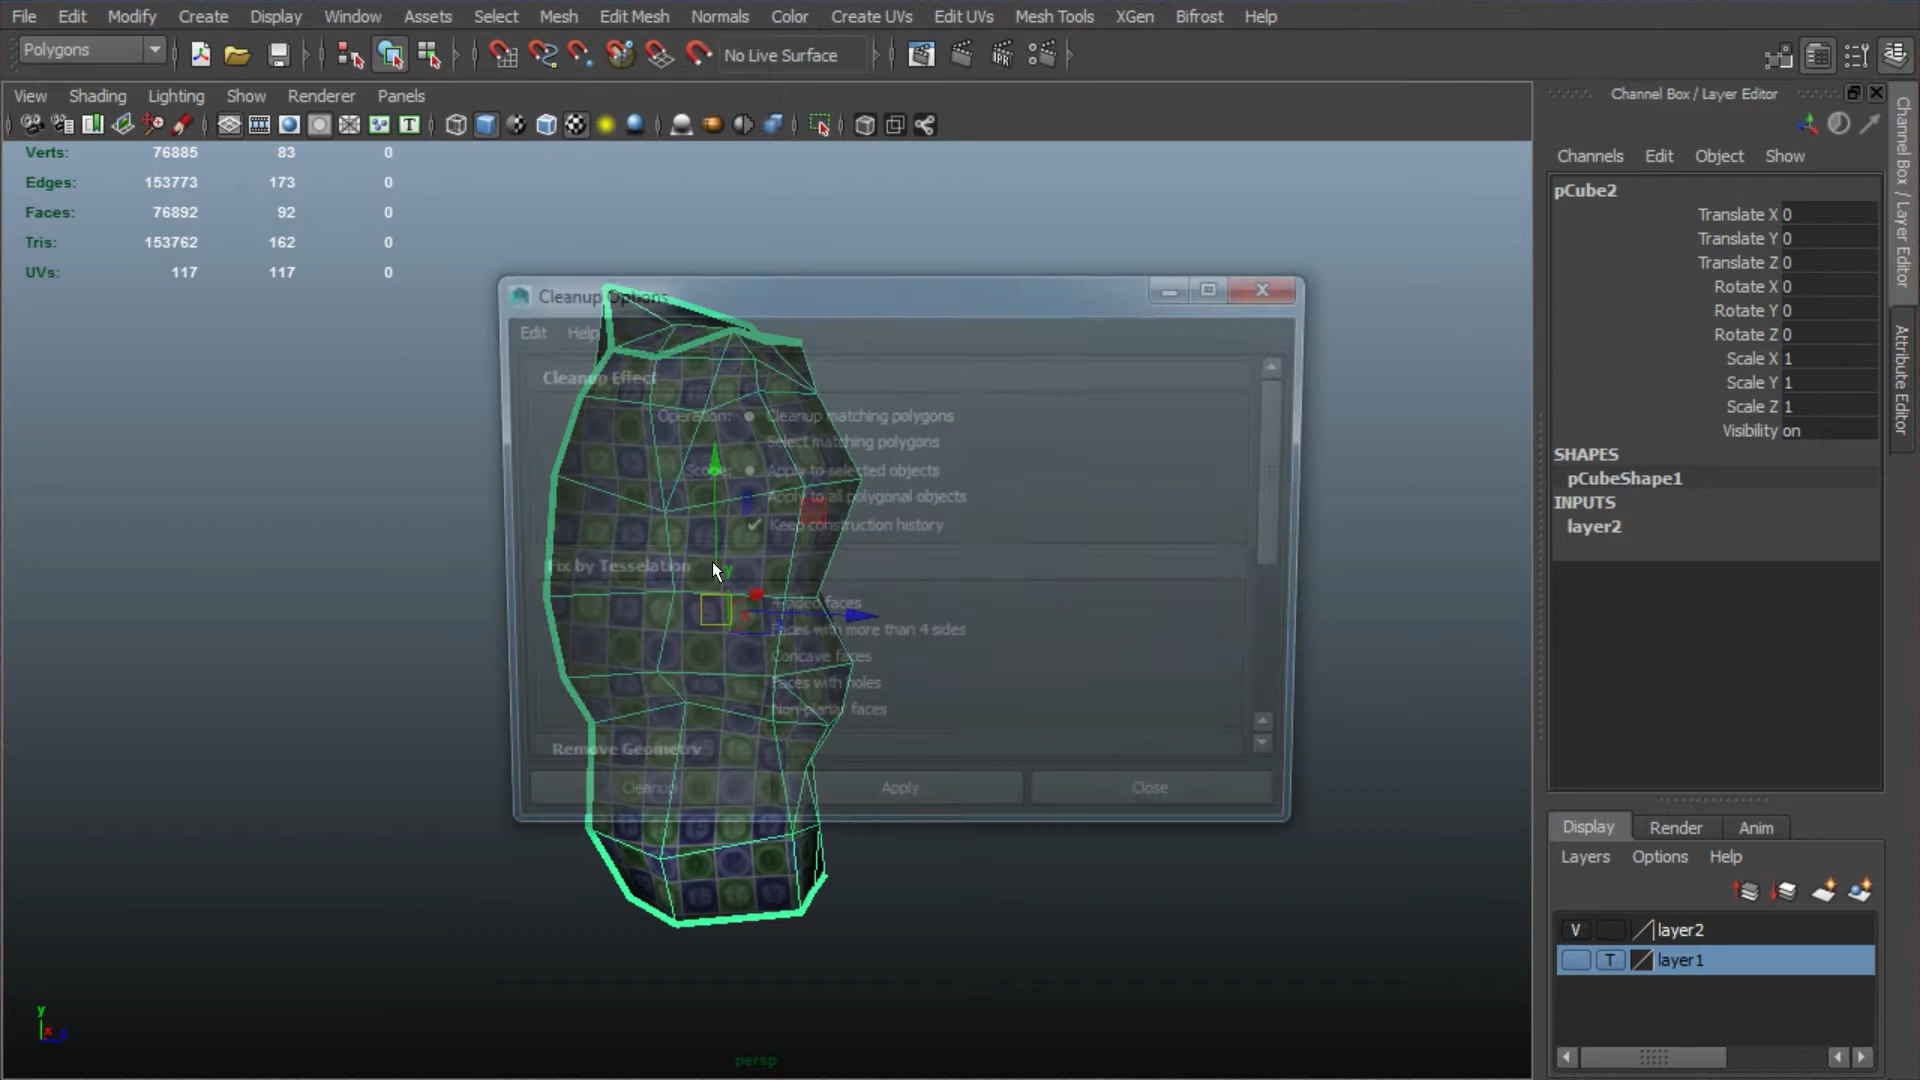 File Edit Modify Create Display Window Assets Select Mesh Edit Mesh Normals Color Create UVs Edit UVs Mesh Tools XGen Bifrost Help
Polygons No Live Surface
View Shading Lighting Show Renderer Panels
Channel Box / Layer Editor
Channels Edit Object Show
Verts: 76885 83 0
Edges: 153773 173 0
Faces: 76892 92 0
Tris: 153762 162 0
UVs: 117 117 0
pCube2
Translate X 0
Translate Y 0
Translate Z 0
Rotate X 0
Rotate Y 0
Rotate Z 0
Scale X 1
Scale Y 1
Scale Z 1
Visibility on
SHAPES
pCubeShape1
INPUTS
layer2
Channel Box / Layer Editor
Attribute Editor
Cleanup Options
Edit Help
Cleanup Effect
Operation: Cleanup matching polygons
Select matching polygons
Scope: Apply to selected objects
Apply to all polygonal objects
Keep construction history
Fix by Tesselation
4-sided faces
Faces with more than 4 sides
Concave faces
Faces with holes
Non-planar faces
Remove Geometry
Cleanup Apply Close
Display Render Anim
Layers Options Help
V layer2
T layer1
y
x
z
persp